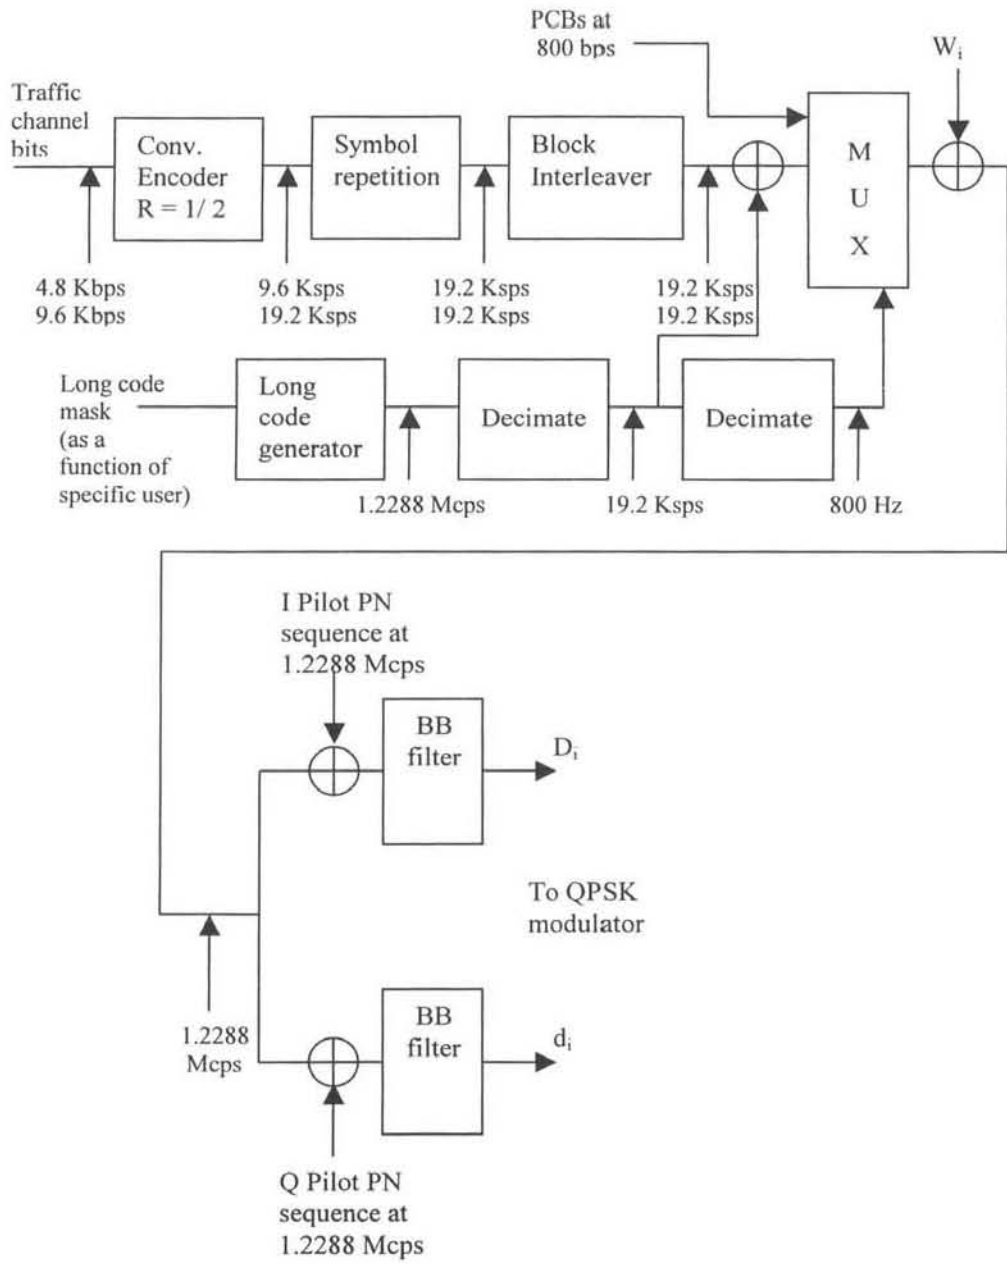 PCBs at
800 bps
W_i
Traffic
channel
bits
Conv.
Encoder
R = 1/ 2
Symbol
repetition
Block
Interleaver
M
U
X
4.8 Kbps
9.6 Kbps
9.6 Ksps
19.2 Ksps
19.2 Ksps
19.2 Ksps
19.2 Ksps
19.2 Ksps
Long code
mask
(as a
function of
specific user)
Long
code
generator
Decimate
Decimate
1.2288 Mcps
19.2 Ksps
800 Hz
I Pilot PN
sequence at
1.2288 Mcps
BB
filter
D_i
To QPSK
modulator
1.2288
Mcps
BB
filter
d_i
Q Pilot PN
sequence at
1.2288 Mcps